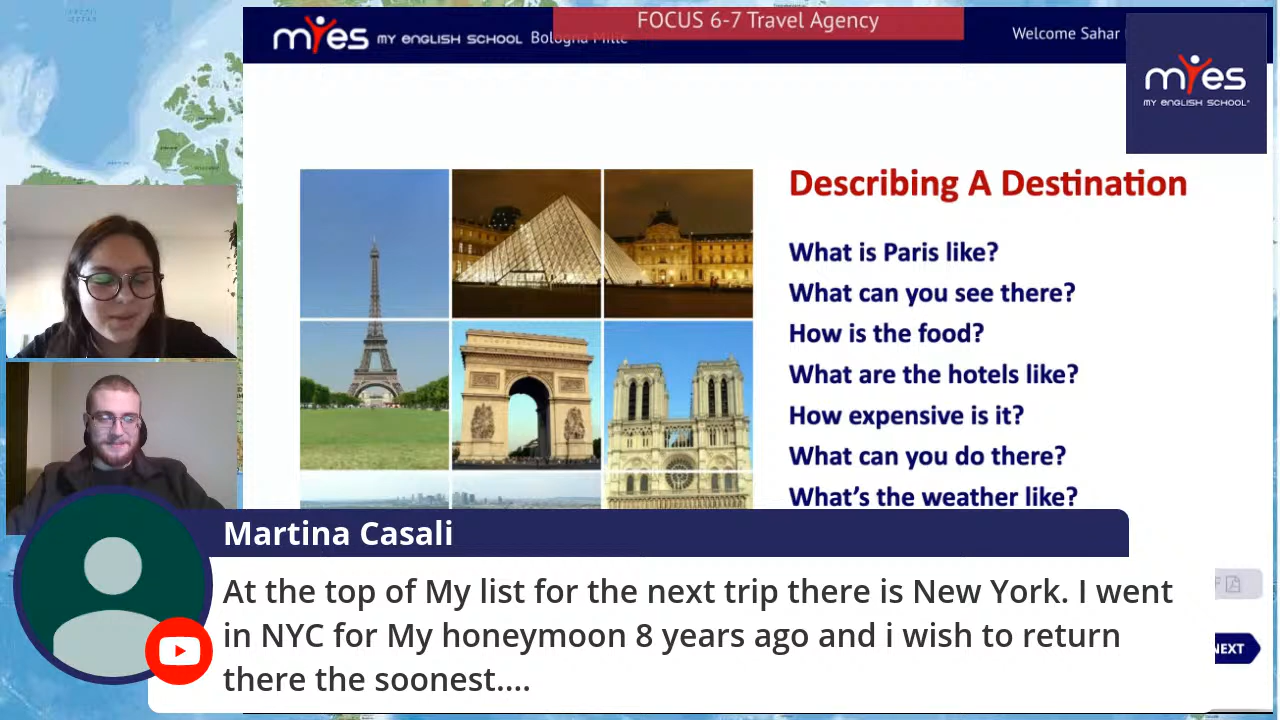 FOCUS 6-7 Travel Agency
myes MY ENGLISH SCHOOL Bologna Mille
Welcome Sahar
myes
MY ENGLISH SCHOOL
Describing A Destination
What is Paris like?
What can you see there?
How is the food?
What are the hotels like?
How expensive is it?
What can you do there?
What's the weather like?
Martina Casali
At the top of My list for the next trip there is New York. I went
in NYC for My honeymoon 8 years ago and i wish to return
there the soonest....
NEXT